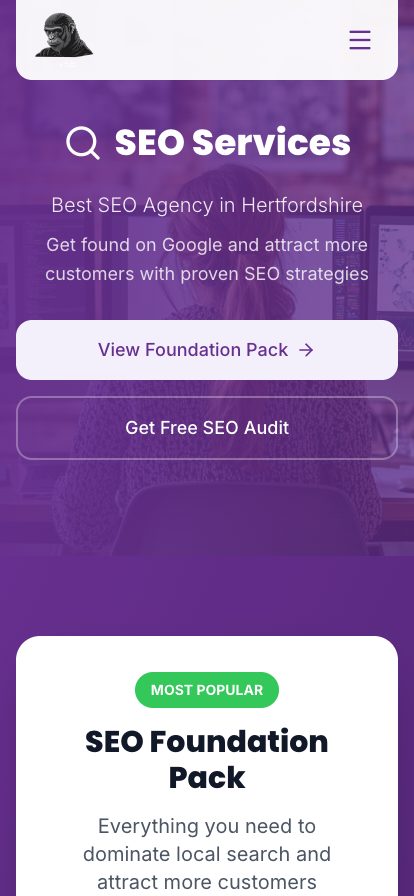 SEO Services
Best SEO Agency in Hertfordshire
Get found on Google and attract more
customers with proven SEO strategies
View Foundation Pack →
Get Free SEO Audit
MOST POPULAR
SEO Foundation
Pack
Everything you need to
dominate local search and
attract more customers